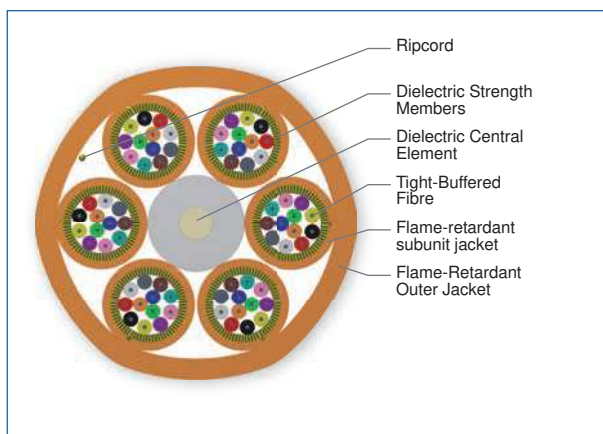 Ripcord
Dielectric Strength
Members
Dielectric Central
Element
Tight-Buffered
Fibre
Flame-retardant
subunit jacket
Flame-Retardant
Outer Jacket